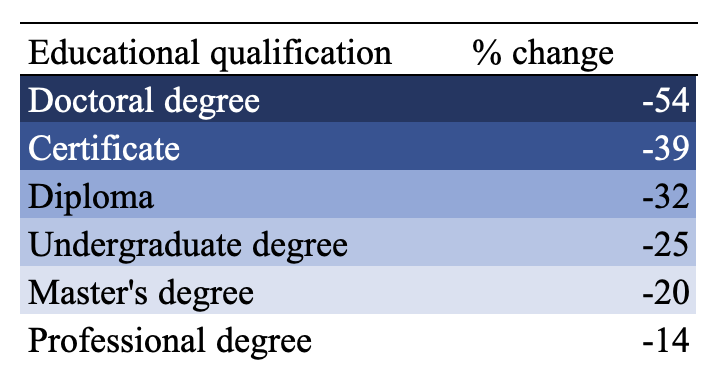 Educational qualification % change
Doctoral degree -54
Certificate -39
Diploma -32
Undergraduate degree -25
Master's degree -20
Professional degree -14